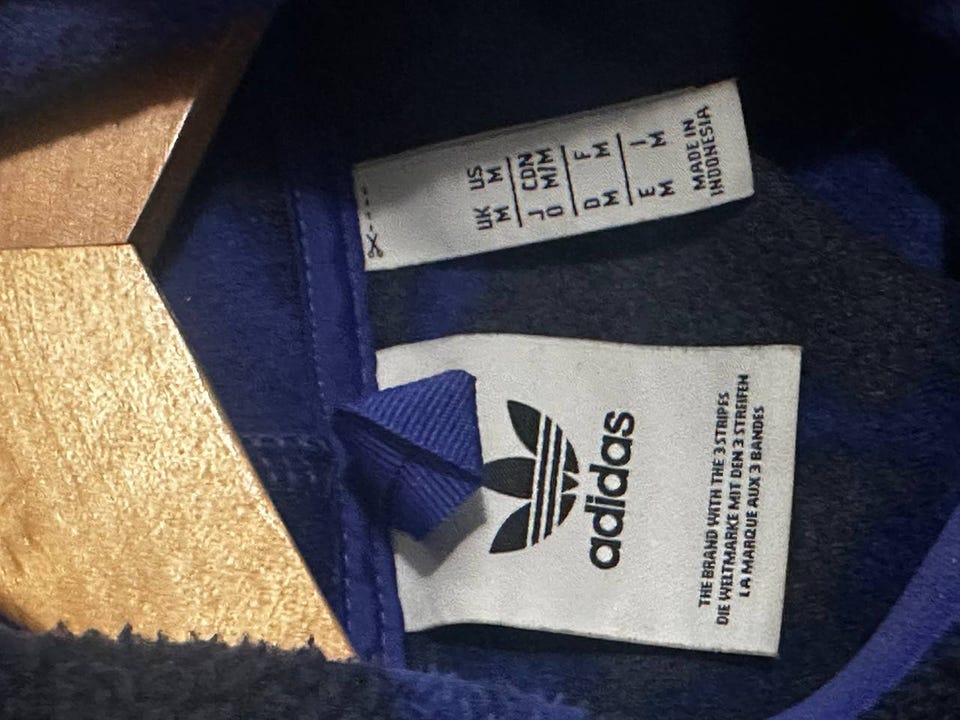 UK US
M M
J CDN
O M/M
D F
M M
E I
M M
MADE IN
INDONESIA
adidas
THE BRAND WITH THE 3 STRIPES
DIE WELTMARKE MIT DEN 3 STREIFEN
LA MARQUE AUX 3 BANDES